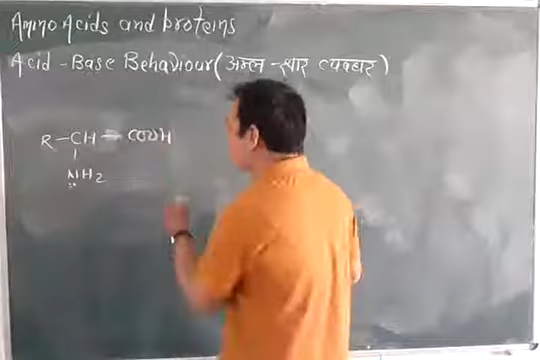 Amino Acids and proteins
Acid-Base Behaviour (अम्ल-क्षार व्यवहार)
R-CH-COOH
NH2